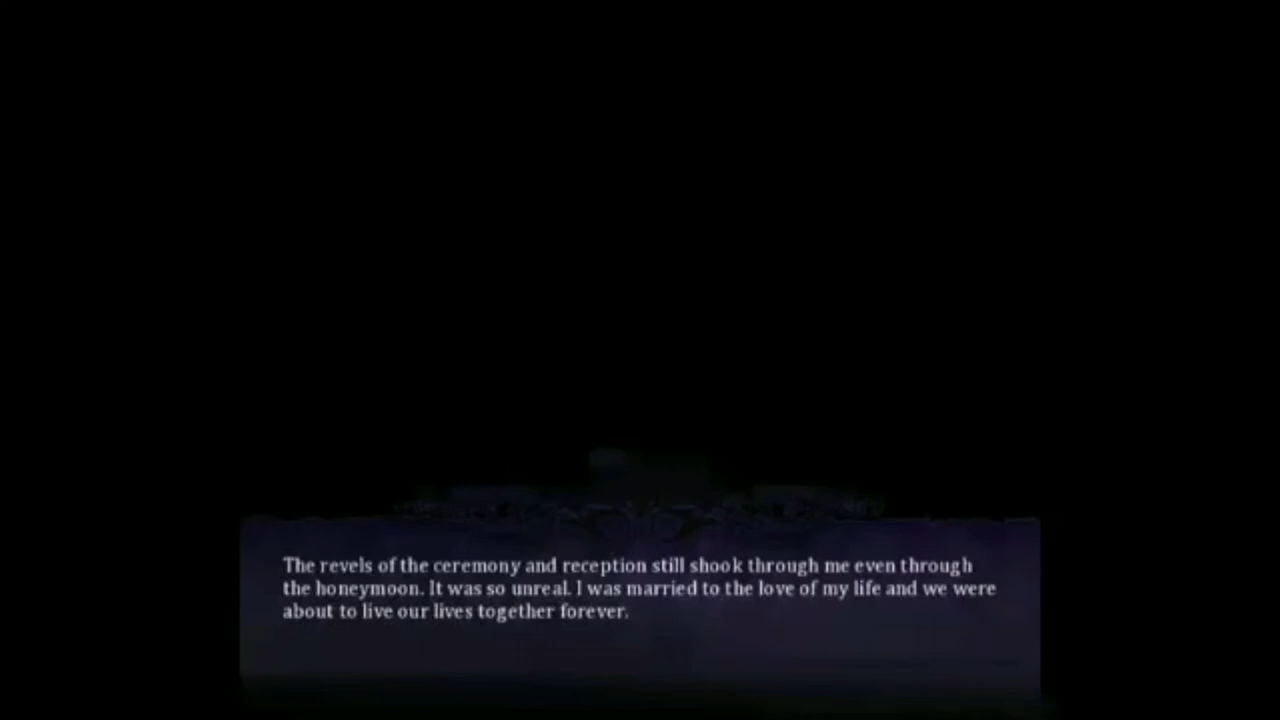 The revels of the ceremony and reception still shook through me even through
the honeymoon. It was so unreal. I was married to the love of my life and we were
about to live our lives together forever.